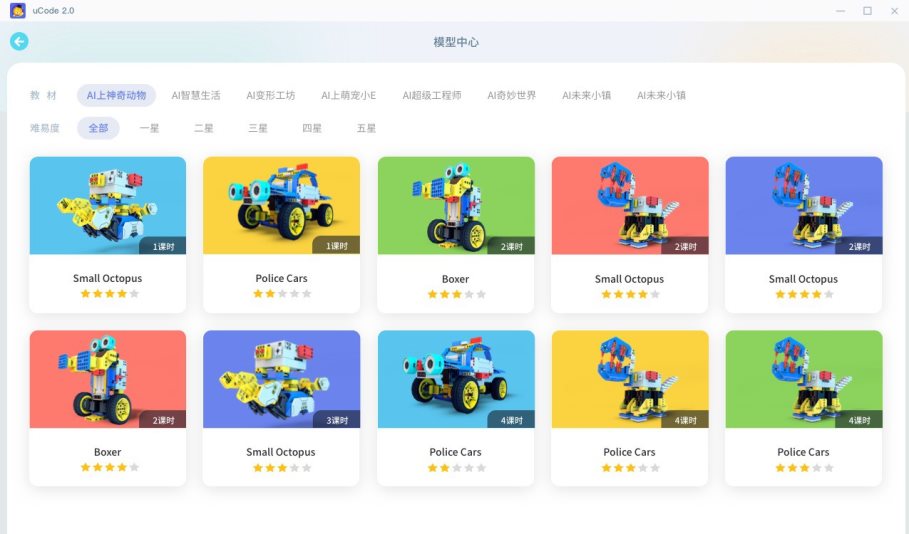 uCode 2.0
模型中心
教 材 AI上神奇动物 AI智慧生活 AI变形工坊 AI上萌宠小E AI超级工程师 AI奇妙世界 AI未来小镇 AI未来小镇
难易度 全部 一星 二星 三星 四星 五星
1课时 1课时 2课时 2课时 2课时
Small Octopus Police Cars Boxer Small Octopus Small Octopus
2课时 3课时 4课时 4课时 4课时
Boxer Small Octopus Police Cars Police Cars Police Cars